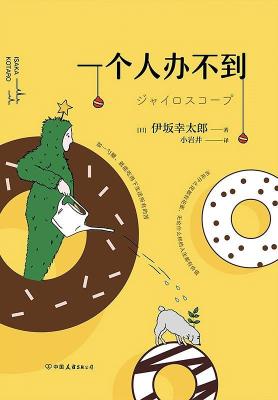 ISAKA
KOTARO
一个人办不到
ジャイロスコープ
[日] 伊坂幸太郎 — 著
小岩井 — 译
中国友谊出版公司